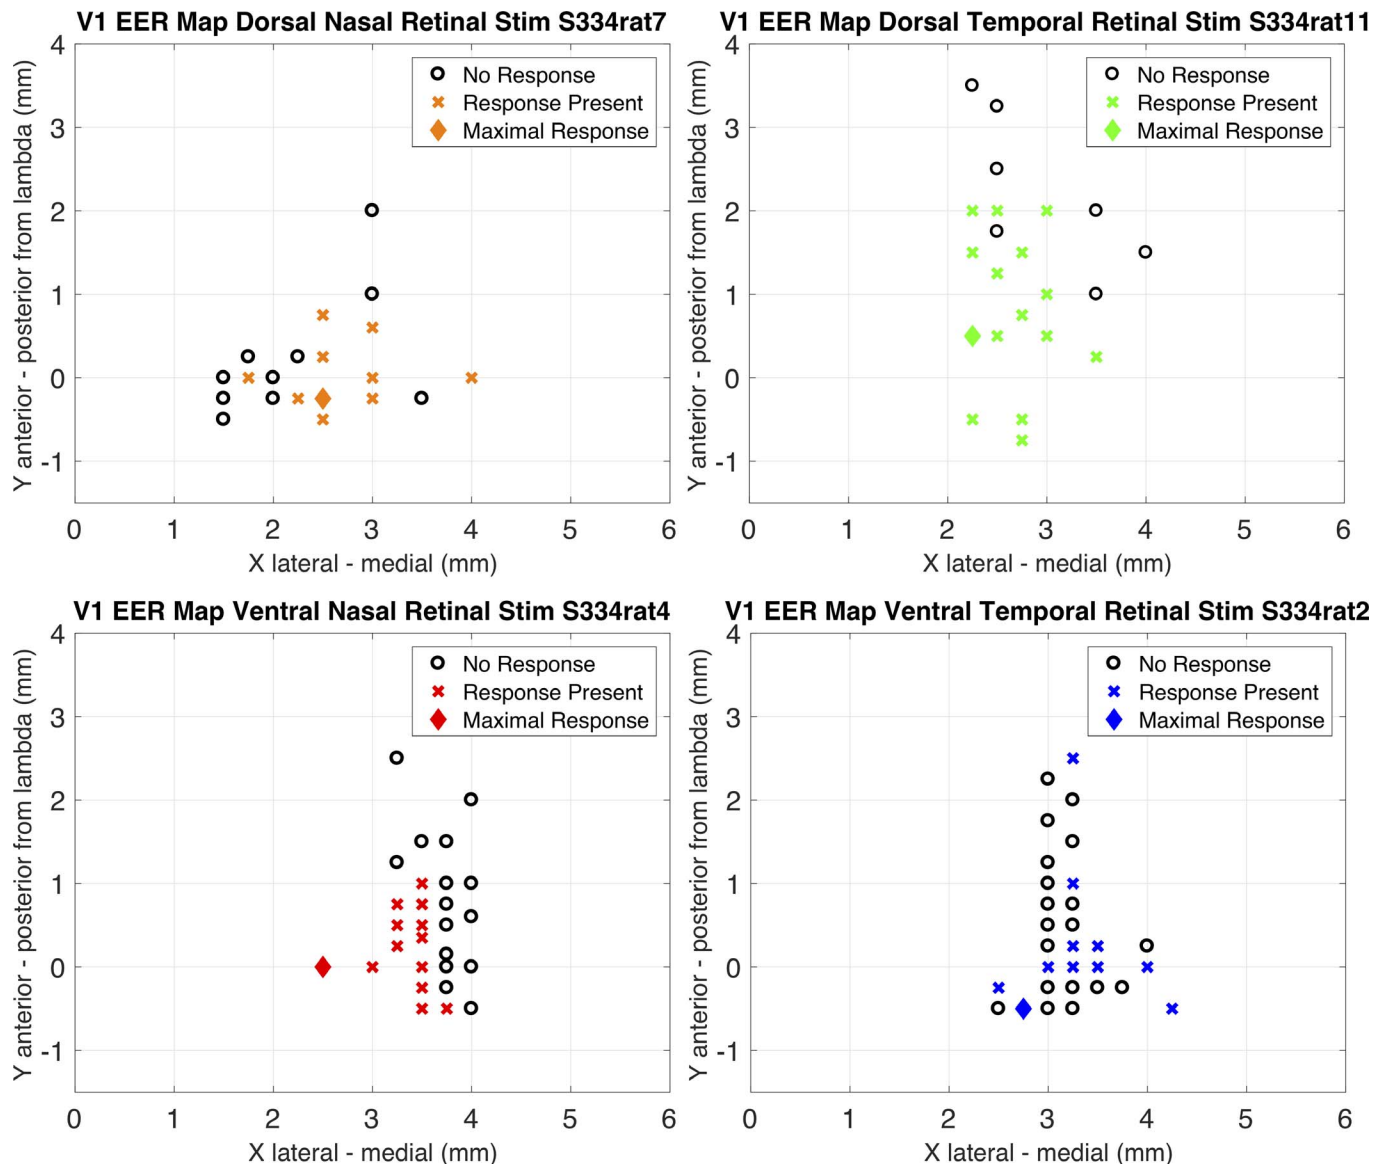 V1 EER Map Dorsal Nasal Retinal Stim S334rat7
4
3
2
1
0
-1
0 1 2 3 4 5 6
Y anterior - posterior from lambda (mm)
X lateral - medial (mm)
No Response
Response Present
Maximal Response
V1 EER Map Dorsal Temporal Retinal Stim S334rat11
4
3
2
1
0
-1
0 1 2 3 4 5 6
Y anterior - posterior from lambda (mm)
X lateral - medial (mm)
No Response
Response Present
Maximal Response
V1 EER Map Ventral Nasal Retinal Stim S334rat4
4
3
2
1
0
-1
0 1 2 3 4 5 6
Y anterior - posterior from lambda (mm)
X lateral - medial (mm)
No Response
Response Present
Maximal Response
V1 EER Map Ventral Temporal Retinal Stim S334rat2
4
3
2
1
0
-1
0 1 2 3 4 5 6
Y anterior - posterior from lambda (mm)
X lateral - medial (mm)
No Response
Response Present
Maximal Response